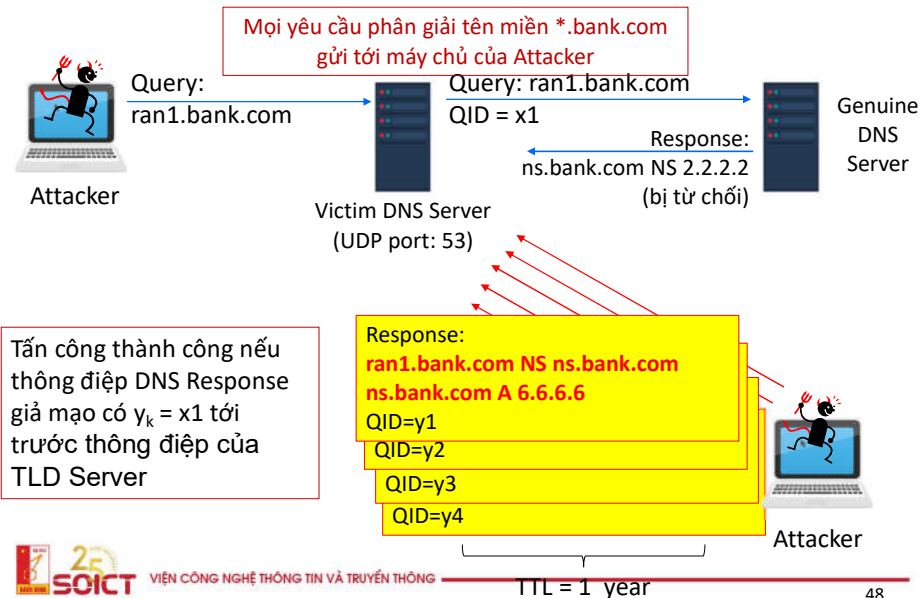 Mọi yêu cầu phân giải tên miền *.bank.com
gửi tới máy chủ của Attacker
Query:
ran1.bank.com
Query: ran1.bank.com
QID = x1
Response:
ns.bank.com NS 2.2.2.2
(bị từ chối)
Genuine
DNS
Server
Attacker
Victim DNS Server
(UDP port: 53)
Tấn công thành công nếu
thông điệp DNS Response
giả mạo có yk = x1 tới
trước thông điệp của
TLD Server
Response:
ran1.bank.com NS ns.bank.com
ns.bank.com A 6.6.6.6
QID=y1
QID=y2
QID=y3
QID=y4
Attacker
TTL = 1 year
25
SOICT
VIỆN CÔNG NGHỆ THÔNG TIN VÀ TRUYỀN THÔNG
48